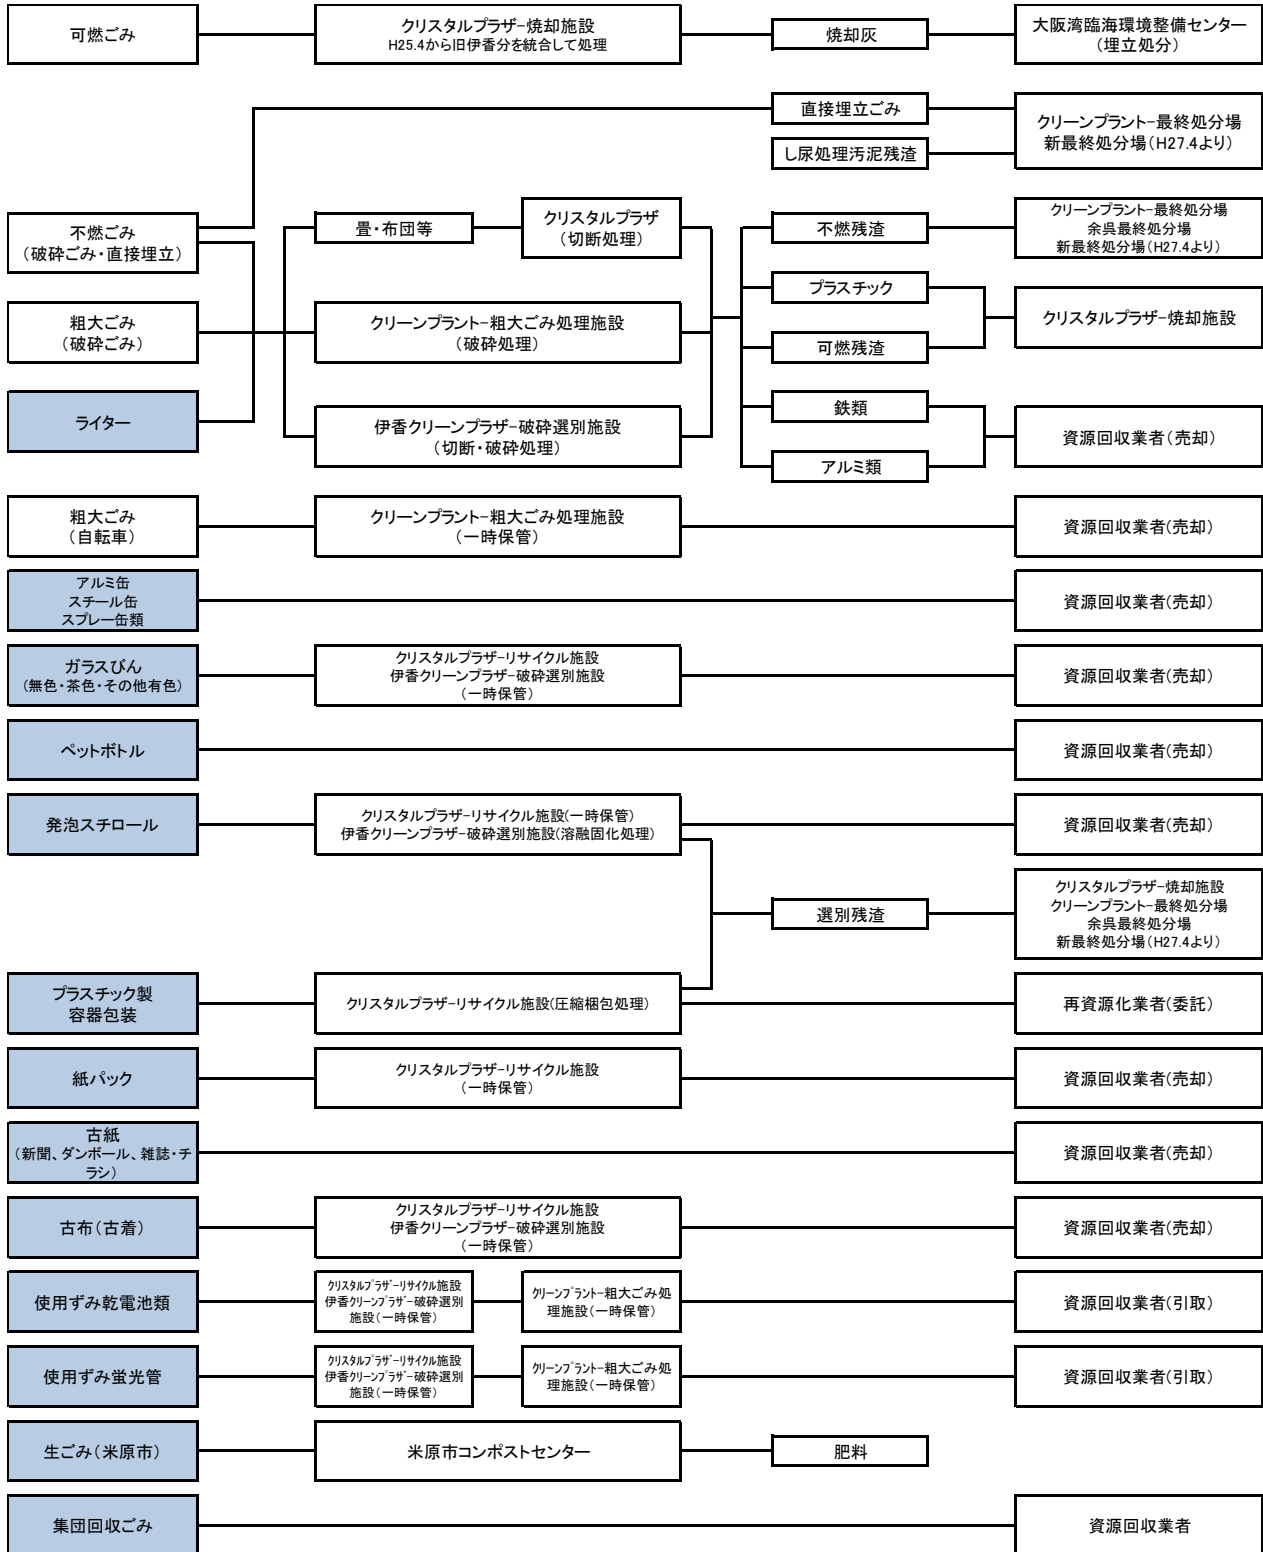 可燃ごみ
クリスタルプラザ-焼却施設
H25.4から旧伊香分を統合して処理
焼却灰
大阪湾臨海環境整備センター
(埋立処分)
直接埋立ごみ
し尿処理汚泥残渣
クリーンプラント-最終処分場
新最終処分場(H27.4より)
不燃ごみ
(破砕ごみ・直接埋立)
畳・布団等
クリスタルプラザ
(切断処理)
不燃残渣
クリーンプラント-最終処分場
余呉最終処分場
新最終処分場(H27.4より)
プラスチック
粗大ごみ
(破砕ごみ)
クリーンプラント-粗大ごみ処理施設
(破砕処理)
可燃残渣
クリスタルプラザ-焼却施設
ライター
伊香クリーンプラザ-破砕選別施設
(切断・破砕処理)
鉄類
アルミ類
資源回収業者(売却)
粗大ごみ
(自転車)
クリーンプラント-粗大ごみ処理施設
(一時保管)
資源回収業者(売却)
アルミ缶
スチール缶
スプレー缶類
資源回収業者(売却)
ガラスびん
(無色・茶色・その他有色)
クリスタルプラザ-リサイクル施設
伊香クリーンプラザ-破砕選別施設
(一時保管)
資源回収業者(売却)
ペットボトル
資源回収業者(売却)
発泡スチロール
クリスタルプラザ-リサイクル施設(一時保管)
伊香クリーンプラザ-破砕選別施設(溶融固化処理)
資源回収業者(売却)
選別残渣
クリスタルプラザ-焼却施設
クリーンプラント-最終処分場
余呉最終処分場
新最終処分場(H27.4より)
プラスチック製
容器包装
クリスタルプラザ-リサイクル施設(圧縮梱包処理)
再資源化業者(委託)
紙パック
クリスタルプラザ-リサイクル施設
(一時保管)
資源回収業者(売却)
古紙
(新聞、ダンボール、雑誌・チ
ラシ)
資源回収業者(売却)
古布(古着)
クリスタルプラザ-リサイクル施設
伊香クリーンプラザ-破砕選別施設
(一時保管)
資源回収業者(売却)
使用ずみ乾電池類
クリスタルプラザ-リサイクル施設
伊香クリーンプラザ-破砕選別
施設(一時保管)
クリーンプラント-粗大ごみ処
理施設(一時保管)
資源回収業者(引取)
使用ずみ蛍光管
クリスタルプラザ-リサイクル施設
伊香クリーンプラザ-破砕選別
施設(一時保管)
クリーンプラント-粗大ごみ処
理施設(一時保管)
資源回収業者(引取)
生ごみ(米原市)
米原市コンポストセンター
肥料
集団回収ごみ
資源回収業者